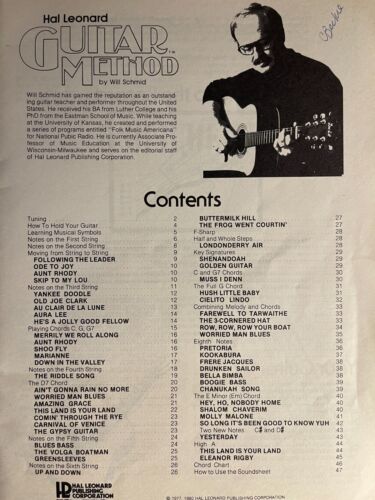 Hal Leonard
GUITAR
METHOD
by Will Schmid
Will Schmid has gained the reputation as an outstand-
ing guitar teacher and performer throughout the United
States. He received his BA from Luther College and his
PhD from the Eastman School of Music. While teaching
at the University of Kansas, he created and performed
a series of programs entitled "Folk Music Americana"
for National Public Radio. He is currently Associate Pro-
fessor of Music Education at the University of
Wisconsin-Milwaukee and serves on the editorial staff
of Hal Leonard Publishing Corporation.
Contents
Tuning 2
How To Hold Your Guitar 4
Learning Musical Symbols 5
Notes on the First String 6
Notes on the Second String 6
Moving from String to String
FOLLOWING THE LEADER 9
ODE TO JOY 10
AUNT RHODY 10
SKIP TO MY LOU 10
Notes on the Third String 11
YANKEE DOODLE 12
OLD JOE CLARK 12
AU CLAIR DE LA LUNE 13
AURA LEE 14
HE'S A JOLLY GOOD FELLOW 14
Playing Chords C, G, G7 15
MERRILY WE ROLL ALONG 16
AUNT RHODY 16
SHOO FLY 16
MARIANNE 17
DOWN IN THE VALLEY 17
Notes on the Fourth String 18
THE RIDDLE SONG 19
The D7 Chord 20
AIN'T GONNA RAIN NO MORE 20
WORRIED MAN BLUES 21
AMAZING GRACE 21
THIS LAND IS YOUR LAND 22
COMIN' THROUGH THE RYE 22
CARNIVAL OF VENICE 23
THE GYPSY GUITAR 23
Notes on the Fifth String 24
BLUES BASS 24
THE VOLGA BOATMAN 25
GREENSLEEVES 25
Notes on the Sixth String 26
UP AND DOWN 26
BUTTERMILK HILL 27
THE FROG WENT COURTIN' 27
F-Sharp 28
Half and Whole Steps 28
LONDONDERRY AIR 28
Key Signatures 29
SHENANDOAH 29
GOLDEN GUITAR 29
C and G7 Chords 30
MUSS I DENN 30
The Full G Chord 31
HUSH LITTLE BABY 31
CIELITO LINDO 32
Combining Melody and Chords
FAREWELL TO TARWAITHE 33
THE 3-CORNERED HAT 34
ROW, ROW, ROW YOUR BOAT 34
WORRIED MAN BLUES 35
Eighth Notes 36
PRETORIA 36
KOOKABURA 37
FRERE JACQUES 37
DRUNKEN SAILOR 38
BELLA BIMBA 38
BOOGIE BASS 39
CHANUKAH SONG 39
The E Minor (Em) Chord 40
HEY, HO, NOBODY HOME 40
SHALOM CHAVERIM 40
MOLLY MALONE 41
SO LONG IT'S BEEN GOOD TO KNOW YUH 42
Two New Notes C# and D# 42
YESTERDAY 43
High A 44
THIS LAND IS YOUR LAND 44
ELEANOR RIGBY 45
Chord Chart 46
How to Use the Soundsheet 47
HL HAL LEONARD
PUBLISHING
CORPORATION
© 1977, 1980 HAL LEONARD PUBLISHING CORPORATION